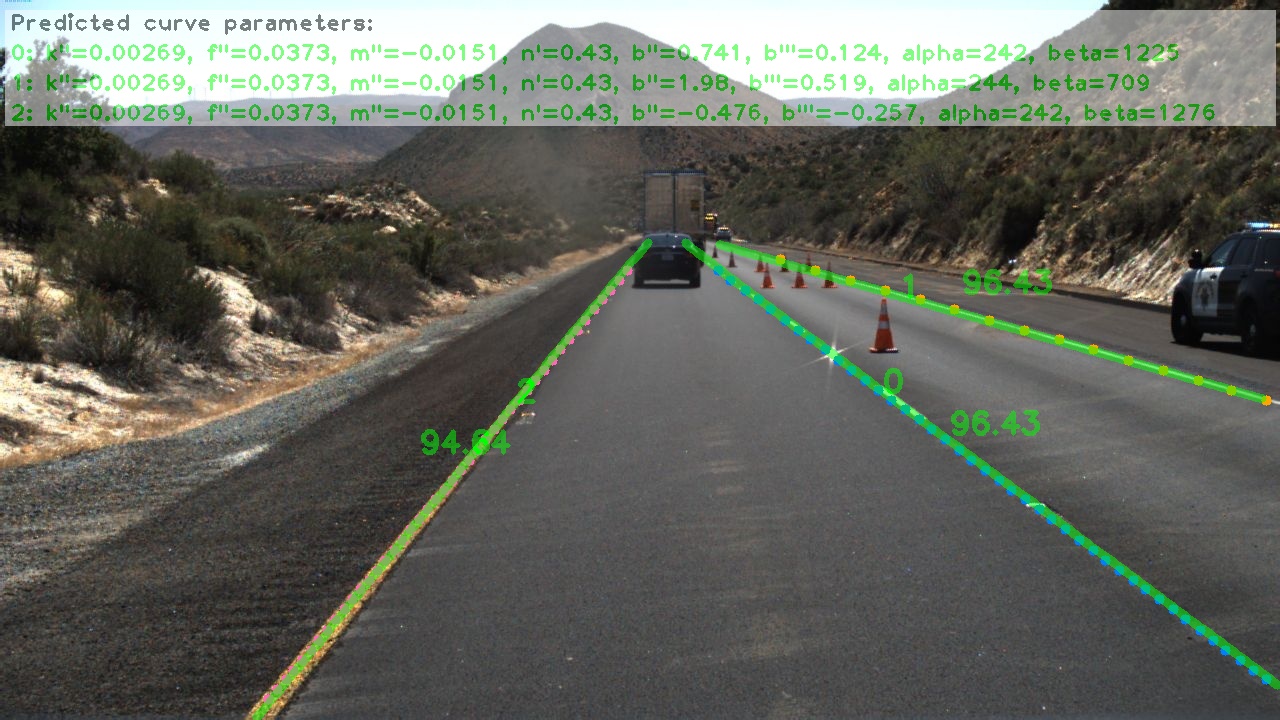 Predicted curve parameters:
0: k"=0.00269, f"=0.0373, m"=-0.0151, n'=0.43, b"=0.741, b'"=0.124, alpha=242, beta=1225
1: k"=0.00269, f"=0.0373, m"=-0.0151, n'=0.43, b"=1.98, b'"=0.519, alpha=244, beta=709
2: k"=0.00269, f"=0.0373, m"=-0.0151, n'=0.43, b"=-0.476, b'"=-0.257, alpha=242, beta=1276
1 96.43
0
2
96.43